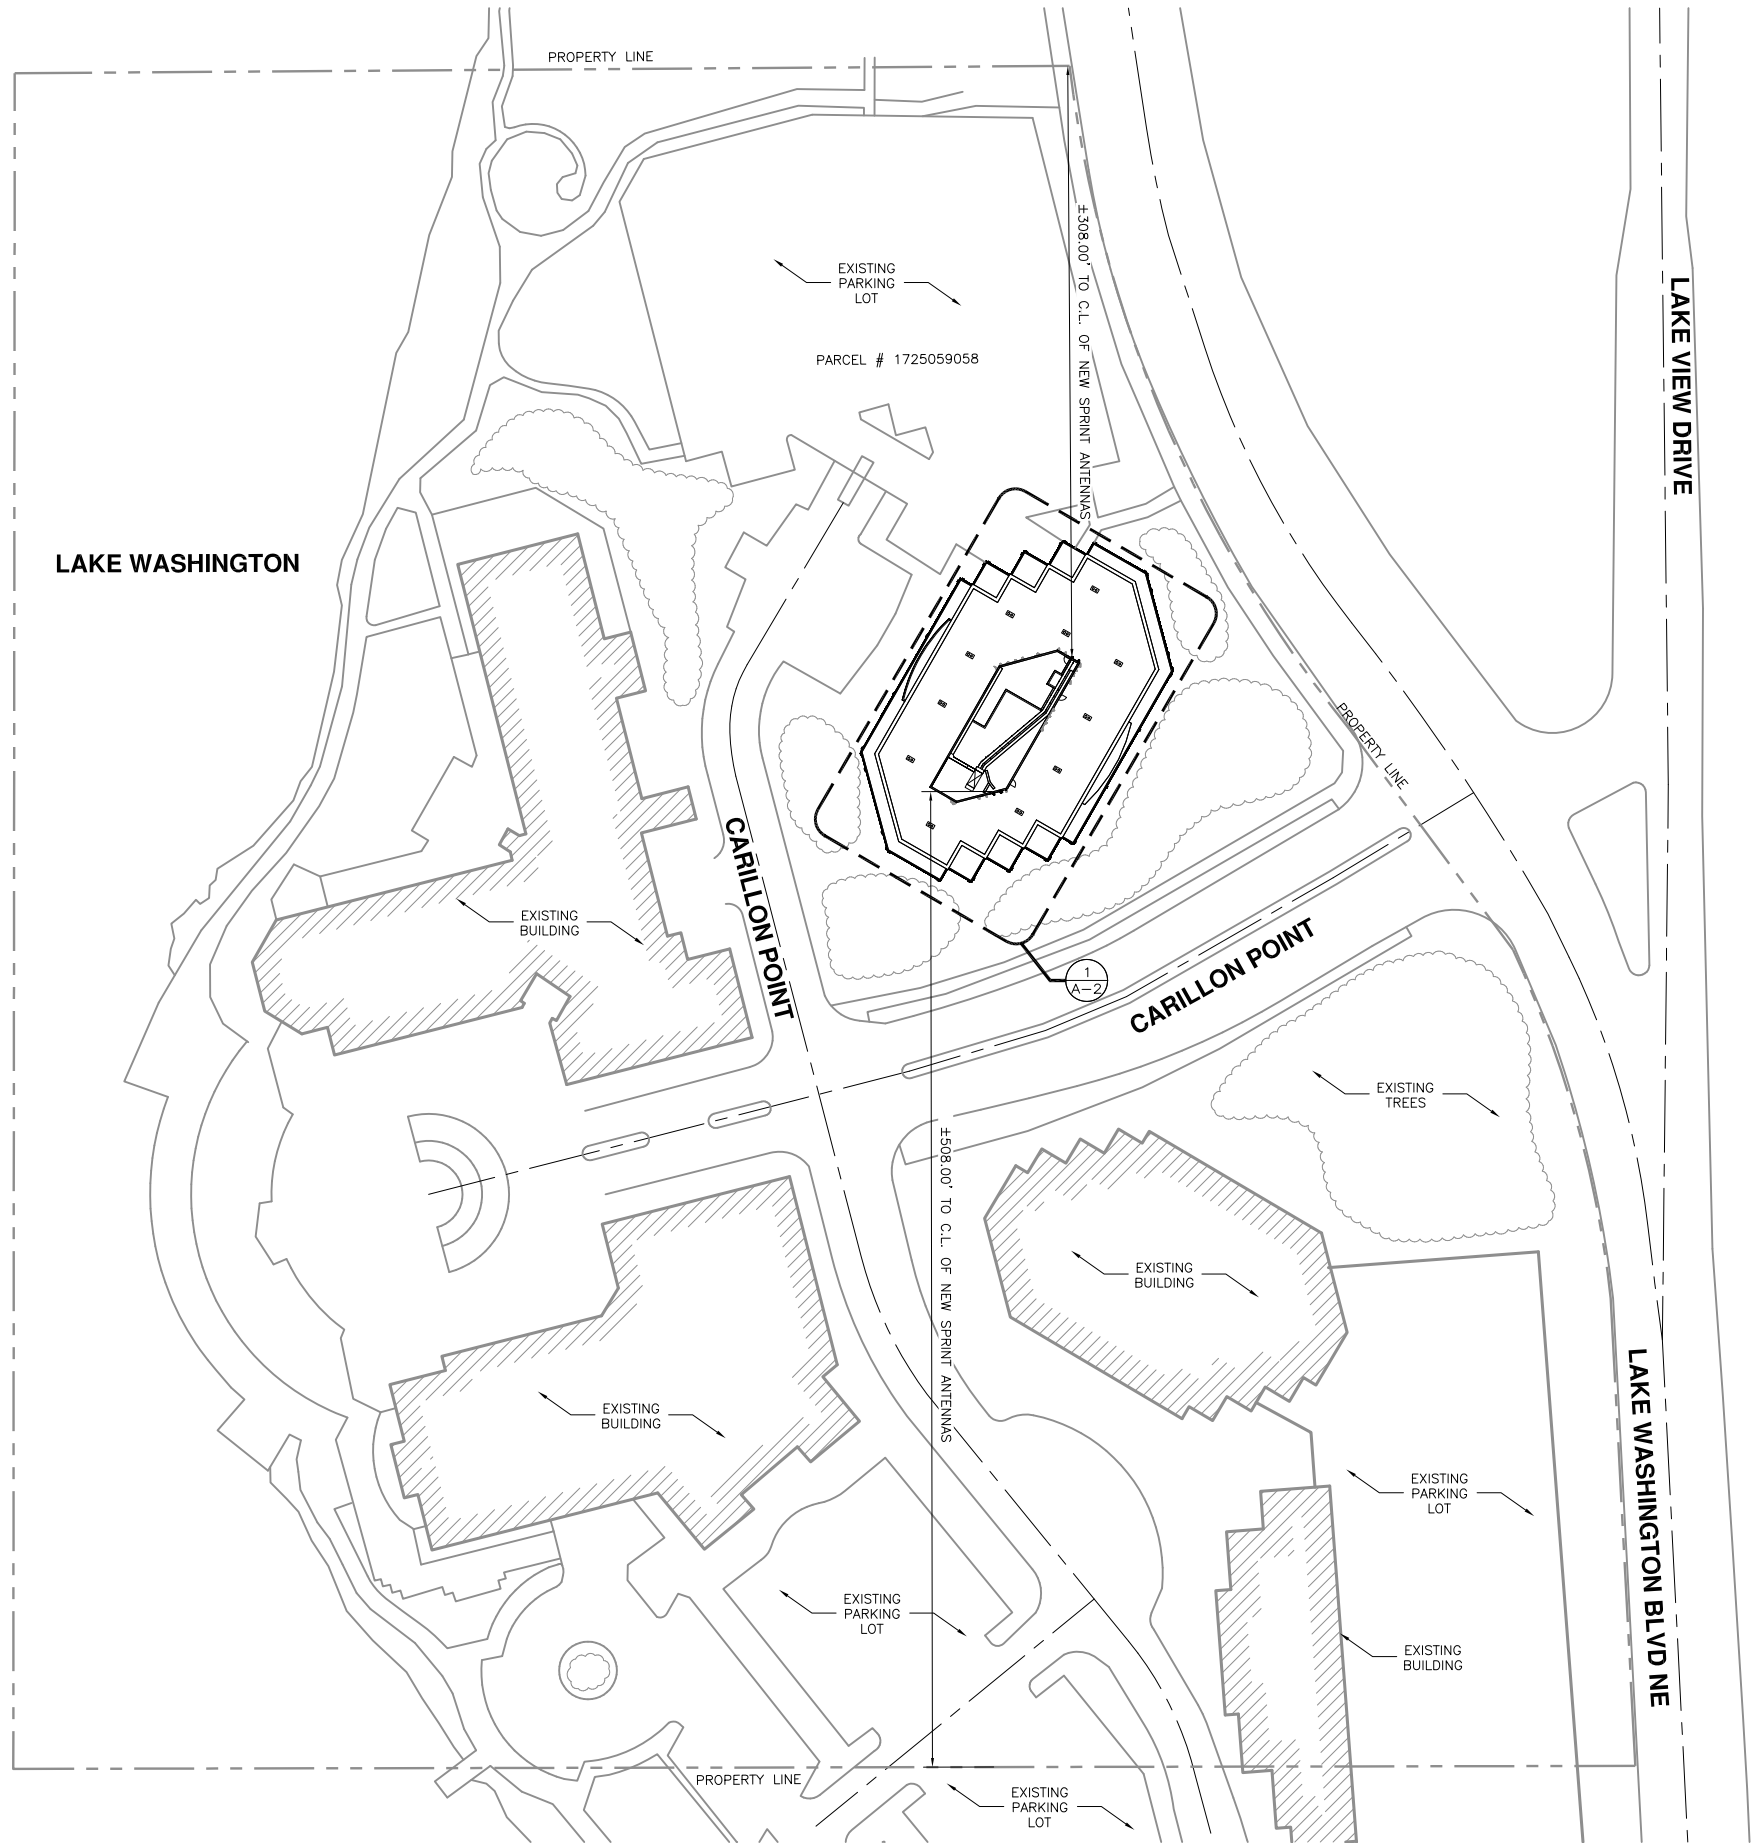 PROPERTY LINE
±308.00' TO C.L. OF NEW SPRINT ANTENNAS
EXISTING
PARKING
LOT
PARCEL # 1725059058
LAKE VIEW DRIVE
LAKE WASHINGTON
PROPERTY LINE
CARILLON POINT
EXISTING
BUILDING
CARILLON POINT
1
A-2
EXISTING
TREES
±508.00' TO C.L. OF NEW SPRINT ANTENNAS
EXISTING
BUILDING
EXISTING
BUILDING
LAKE WASHINGTON BLVD NE
EXISTING
PARKING
LOT
EXISTING
PARKING
LOT
EXISTING
BUILDING
PROPERTY LINE
EXISTING
PARKING
LOT